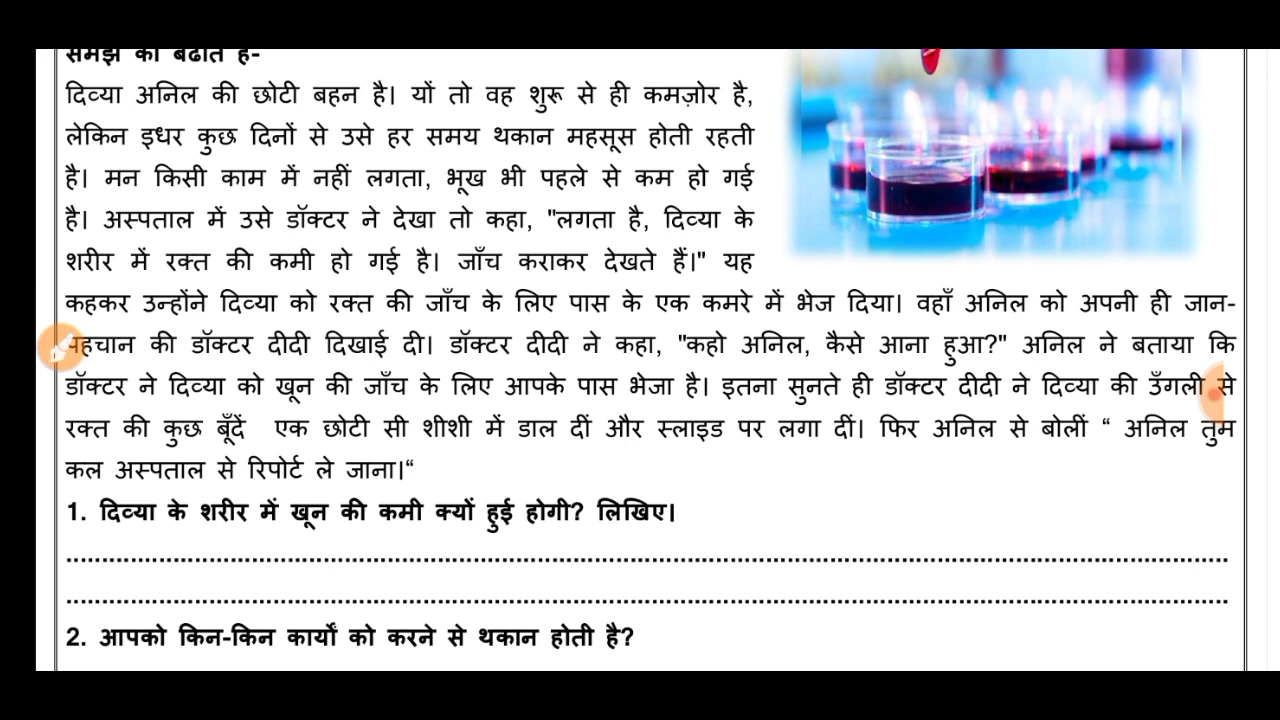 समझ को बढाते हैं-
दिव्या अनिल की छोटी बहन है। यों तो वह शुरू से ही कमज़ोर है,
लेकिन इधर कुछ दिनों से उसे हर समय थकान महसूस होती रहती
है। मन किसी काम में नहीं लगता, भूख भी पहले से कम हो गई
है। अस्पताल में उसे डॉक्टर ने देखा तो कहा, "लगता है, दिव्या के
शरीर में रक्त की कमी हो गई है। जाँच कराकर देखते हैं।" यह
कहकर उन्होंने दिव्या को रक्त की जाँच के लिए पास के एक कमरे में भेज दिया। वहाँ अनिल को अपनी ही जान-
पहचान की डॉक्टर दीदी दिखाई दी। डॉक्टर दीदी ने कहा, "कहो अनिल, कैसे आना हुआ?" अनिल ने बताया कि
डॉक्टर ने दिव्या को खून की जाँच के लिए आपके पास भेजा है। इतना सुनते ही डॉक्टर दीदी ने दिव्या की उँगली से
रक्त की कुछ बूँदें एक छोटी सी शीशी में डाल दीं और स्लाइड पर लगा दीं। फिर अनिल से बोलीं “ अनिल तुम
कल अस्पताल से रिपोर्ट ले जाना।“
1. दिव्या के शरीर में खून की कमी क्यों हुई होगी? लिखिए।
2. आपको किन-किन कार्यों को करने से थकान होती है?